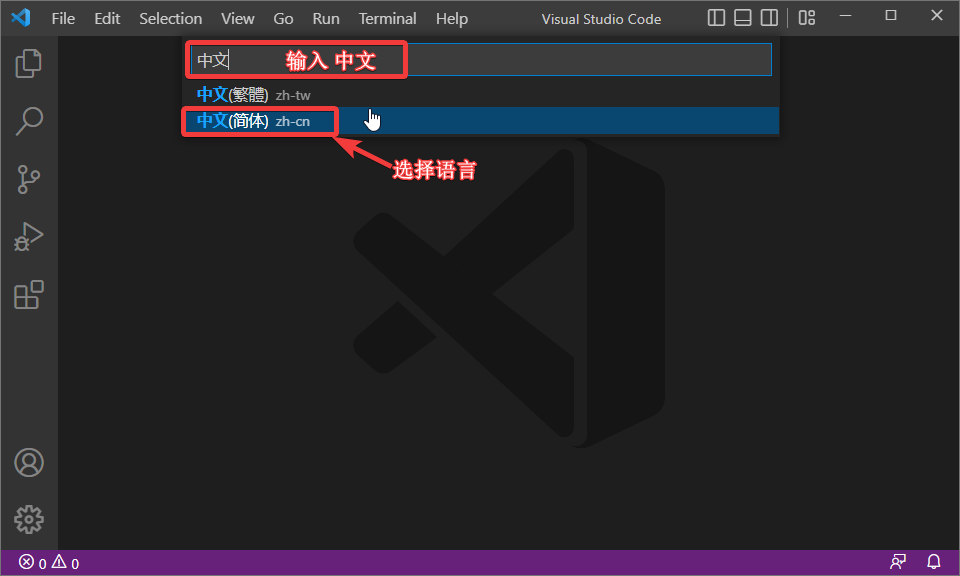 File Edit Selection View Go Run Terminal Help Visual Studio Code
中文 输入 中文
中文(繁體) zh-tw
中文(简体) zh-cn
选择语言
0 0